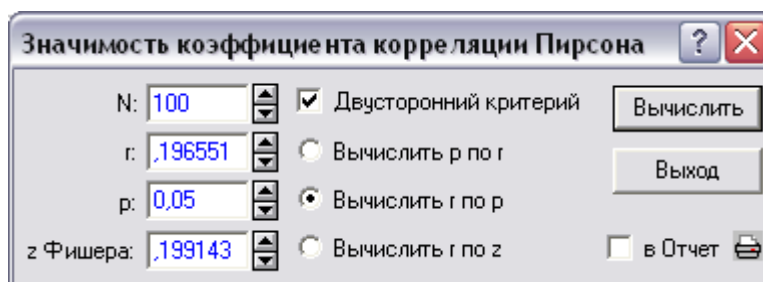 Значимость коэффициента корреляции Пирсона
N: 100 Двусторонний критерий Вычислить
r: ,196551 Вычислить p по r
Выход
p: 0,05 Вычислить r по p
z Фишера: ,199143 Вычислить r по z в Отчет